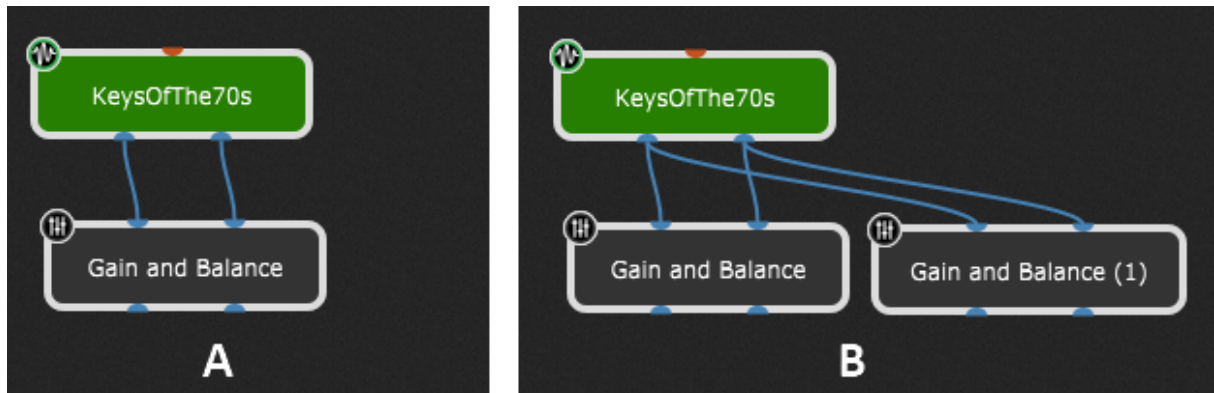 KeysOfThe70s
Gain and Balance
A
KeysOfThe70s
Gain and Balance
Gain and Balance (1)
B